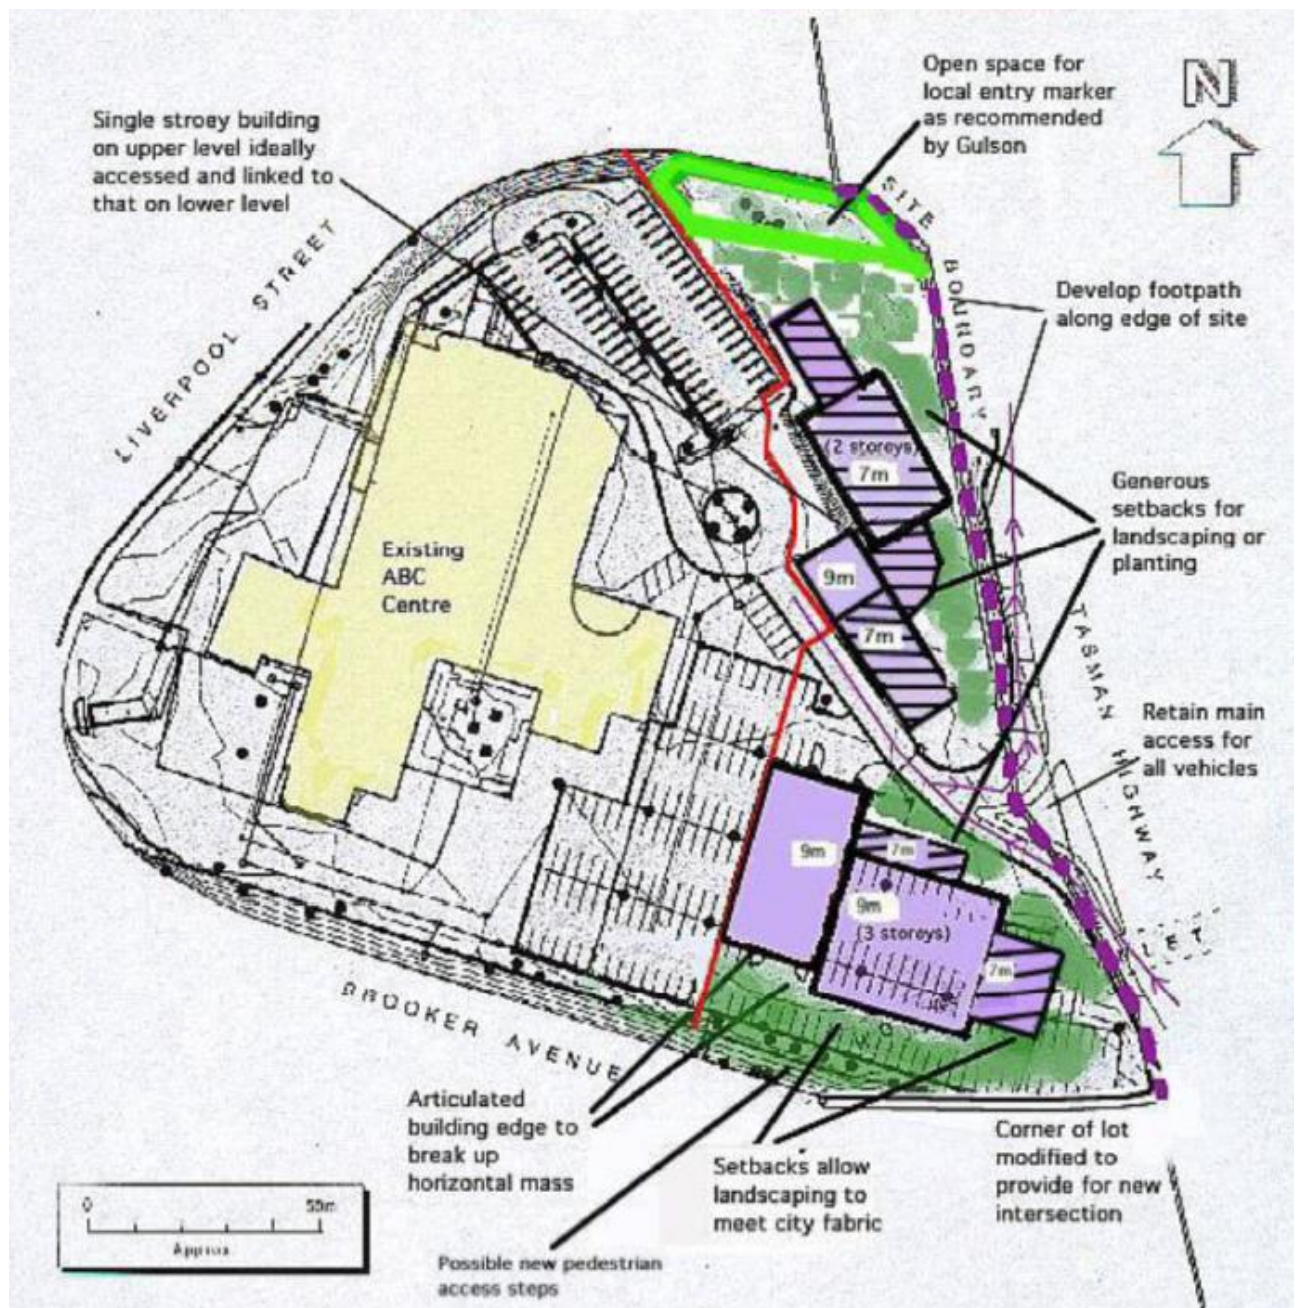 Open space for
local entry marker
as recommended
by Gulson
N
Single stroey building
on upper level ideally
accessed and linked to
that on lower level
SITE BOUNDARY
LIVERPOOL STREET
Develop footpath
along edge of site
(2 storeys)
7m
Generous
setbacks for
landscaping or
planting
Existing
ABC
Centre
9m
7m
TASMAN HIGHWAY
Retain main
access for
all vehicles
9m
7m
9m
(3 storeys)
7m
BROOKER AVENUE
Articulated
building edge to
break up
horizontal mass
Setbacks allow
landscaping to
meet city fabric
Corner of lot
modified to
provide for new
intersection
0
Approx
Possible new pedestrian
access steps